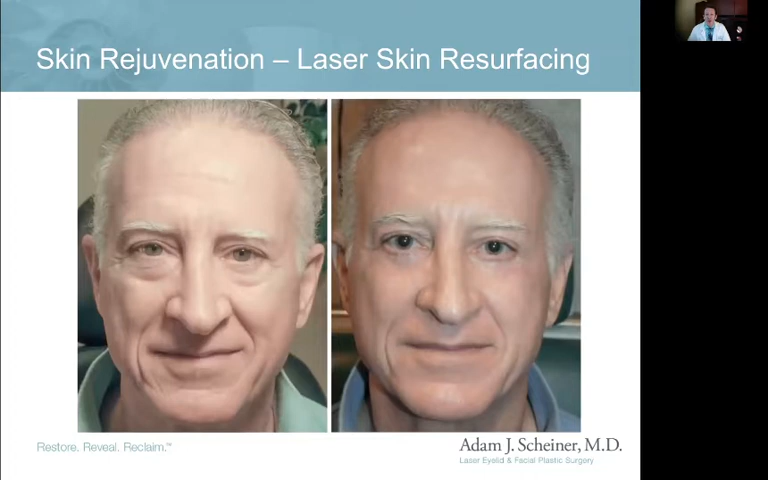 Skin Rejuvenation – Laser Skin Resurfacing
Restore. Reveal. Reclaim.™
Adam J. Scheiner, M.D.
Laser Eyelid & Facial Plastic Surgery